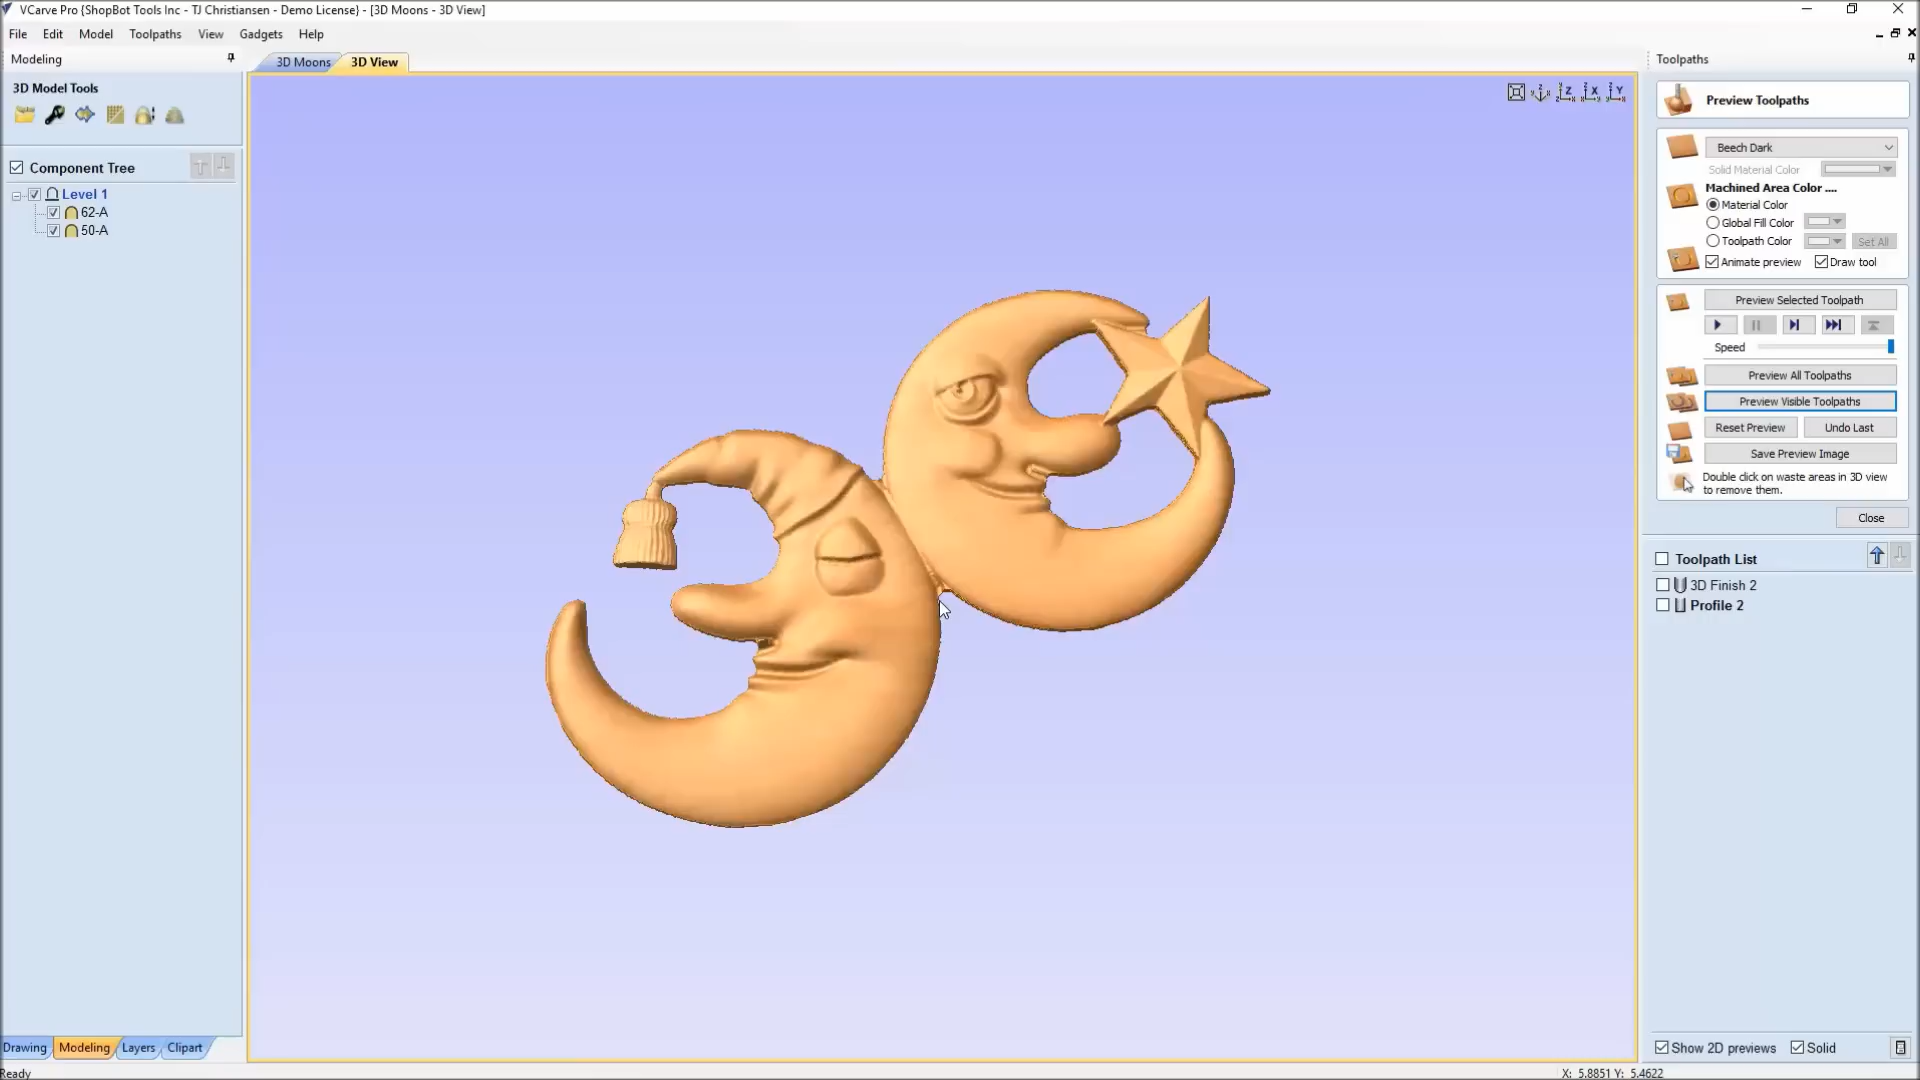 VCarve Pro {ShopBot Tools Inc - TJ Christiansen - Demo License} - [3D Moons - 3D View]
File Edit Model Toolpaths View Gadgets Help
Modeling
3D Model Tools
Component Tree
Level 1
62-A
50-A
3D Moons 3D View
Toolpaths
Preview Toolpaths
Beech Dark
Solid Material Color
Machined Area Color ....
Material Color
Global Fill Color
Toolpath Color Set All
Animate preview Draw tool
Preview Selected Toolpath
Speed
Preview All Toolpaths
Preview Visible Toolpaths
Reset Preview Undo Last
Save Preview Image
Double click on waste areas in 3D view
to remove them.
Close
Toolpath List
3D Finish 2
Profile 2
Drawing Modeling Layers Clipart
Show 2D previews Solid
Ready
X: 5.8851 Y: 5.4622